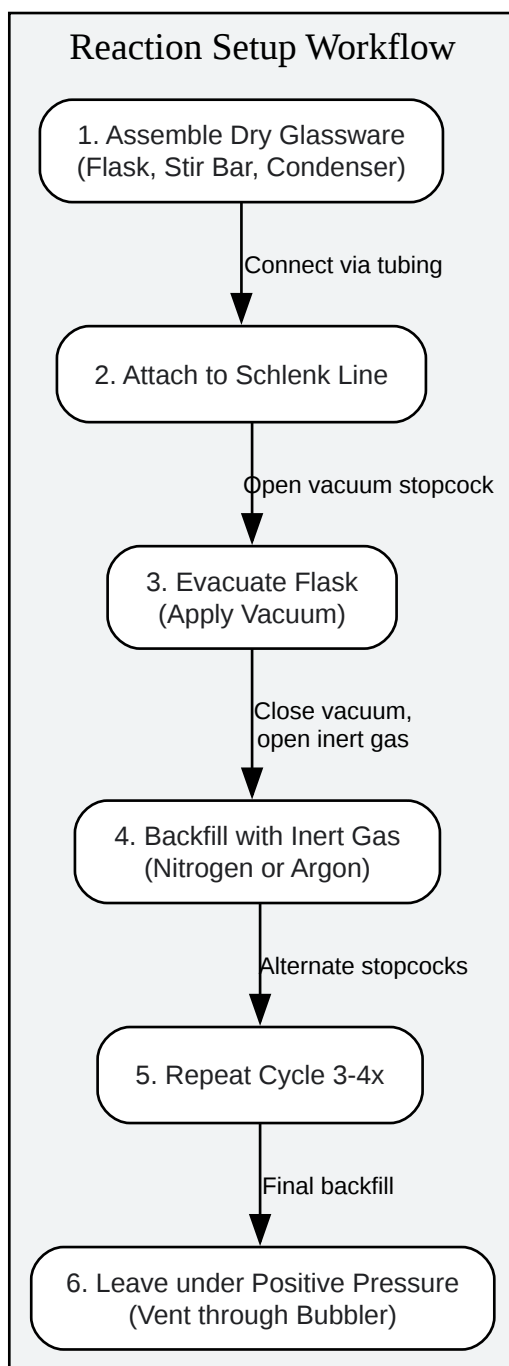 Reaction Setup Workflow
1. Assemble Dry Glassware
(Flask, Stir Bar, Condenser)
Connect via tubing
2. Attach to Schlenk Line
Open vacuum stopcock
3. Evacuate Flask
(Apply Vacuum)
Close vacuum,
open inert gas
4. Backfill with Inert Gas
(Nitrogen or Argon)
Alternate stopcocks
5. Repeat Cycle 3-4x
Final backfill
6. Leave under Positive Pressure
(Vent through Bubbler)